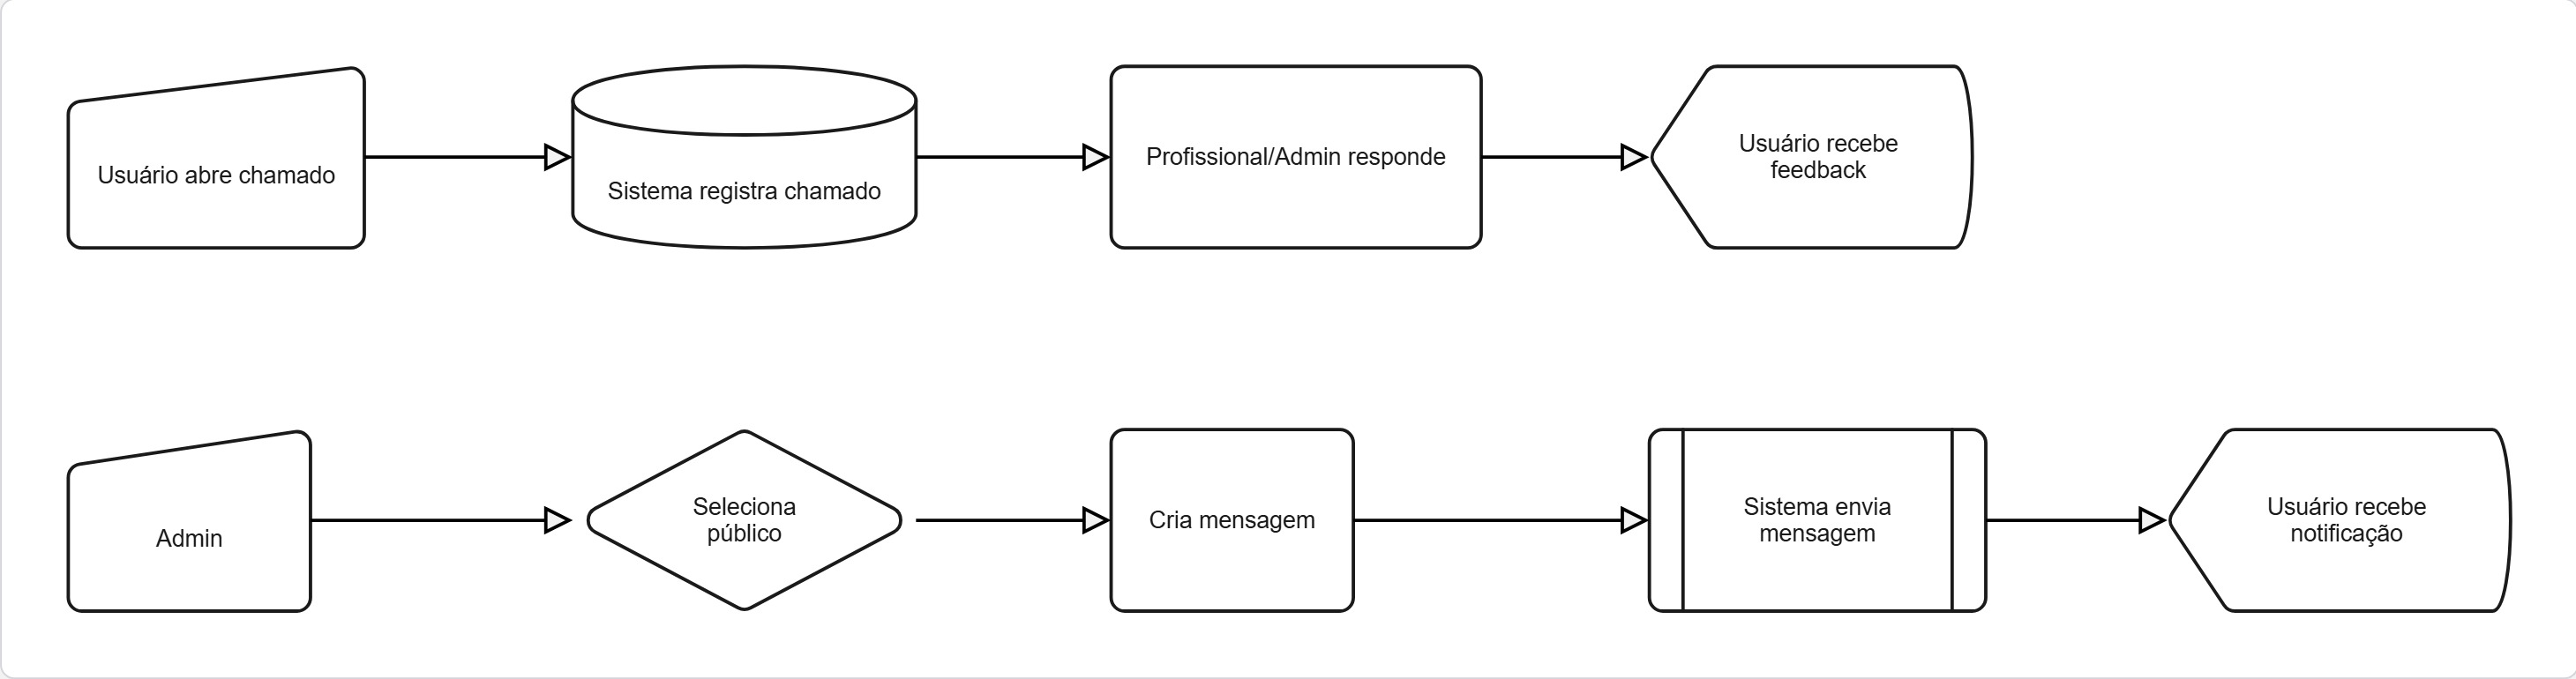 Usuário abre chamado
Sistema registra chamado
Profissional/Admin responde
Usuário recebe
feedback
Admin
Seleciona
público
Cria mensagem
Sistema envia
mensagem
Usuário recebe
notificação